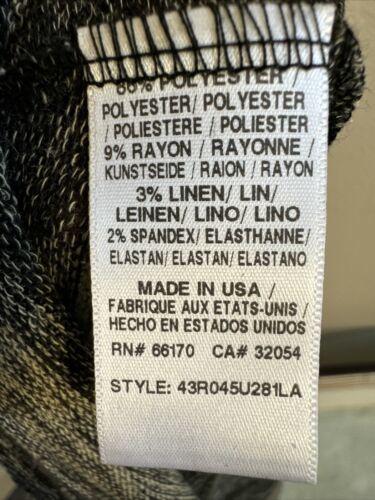 86% POLYESTER /
POLYESTER/ POLYESTER
/ POLIESTERE / POLIESTER
9% RAYON / RAYONNE/
KUNSTSEIDE / RAION / RAYON
3% LINEN/ LIN/
LEINEN/ LINO/ LINO
2% SPANDEX/ ELASTHANNE/
ELASTAN/ ELASTAN/ ELASTANO
MADE IN USA /
FABRIQUE AUX ETATS-UNIS /
HECHO EN ESTADOS UNIDOS
RN# 66170 CA# 32054
STYLE: 43R045U281LA